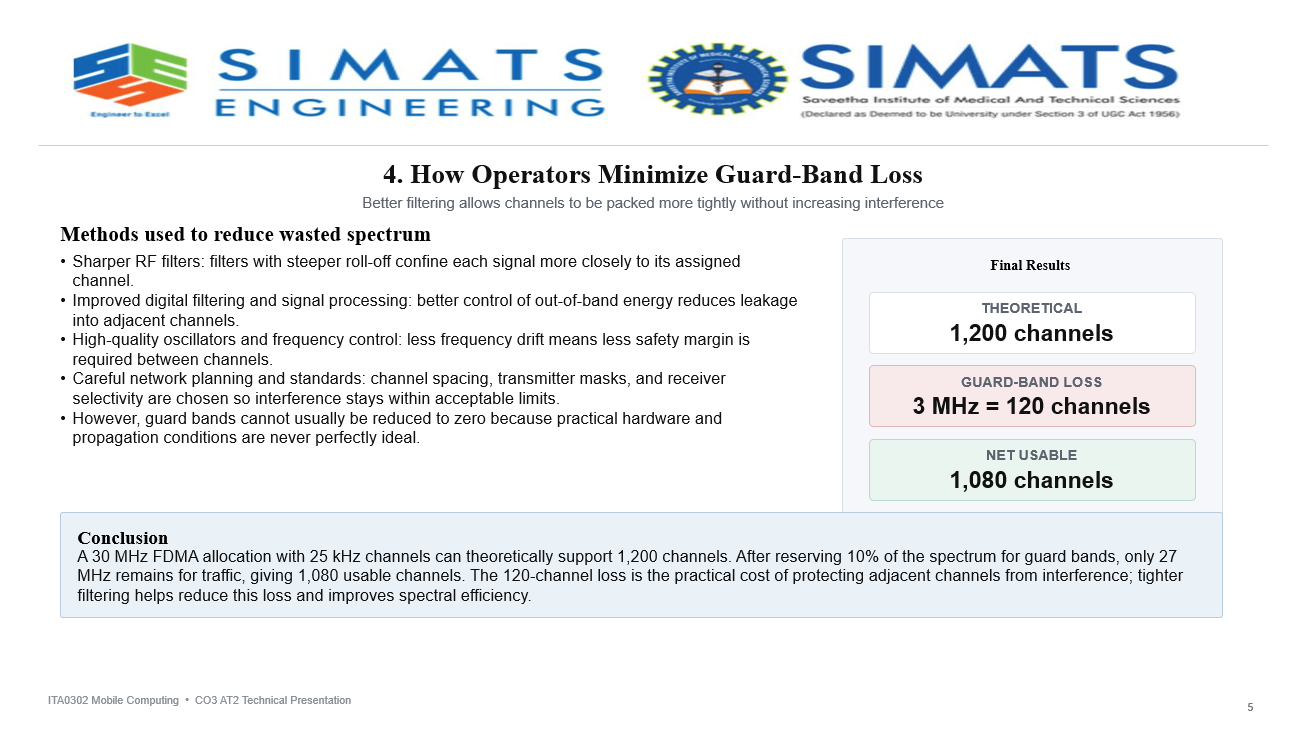 Engineer to Excel
SIMATS
ENGINEERING
SIMATS
Saveetha Institute of Medical And Technical Sciences
(Declared as Deemed to be University under Section 3 of UGC Act 1956)
4. How Operators Minimize Guard-Band Loss
Better filtering allows channels to be packed more tightly without increasing interference
Methods used to reduce wasted spectrum
• Sharper RF filters: filters with steeper roll-off confine each signal more closely to its assigned
channel.
• Improved digital filtering and signal processing: better control of out-of-band energy reduces leakage
into adjacent channels.
• High-quality oscillators and frequency control: less frequency drift means less safety margin is
required between channels.
• Careful network planning and standards: channel spacing, transmitter masks, and receiver
selectivity are chosen so interference stays within acceptable limits.
• However, guard bands cannot usually be reduced to zero because practical hardware and
propagation conditions are never perfectly ideal.
Final Results
THEORETICAL
1,200 channels
GUARD-BAND LOSS
3 MHz = 120 channels
NET USABLE
1,080 channels
Conclusion
A 30 MHz FDMA allocation with 25 kHz channels can theoretically support 1,200 channels. After reserving 10% of the spectrum for guard bands, only 27
MHz remains for traffic, giving 1,080 usable channels. The 120-channel loss is the practical cost of protecting adjacent channels from interference; tighter
filtering helps reduce this loss and improves spectral efficiency.
ITA0302 Mobile Computing • CO3 AT2 Technical Presentation
5